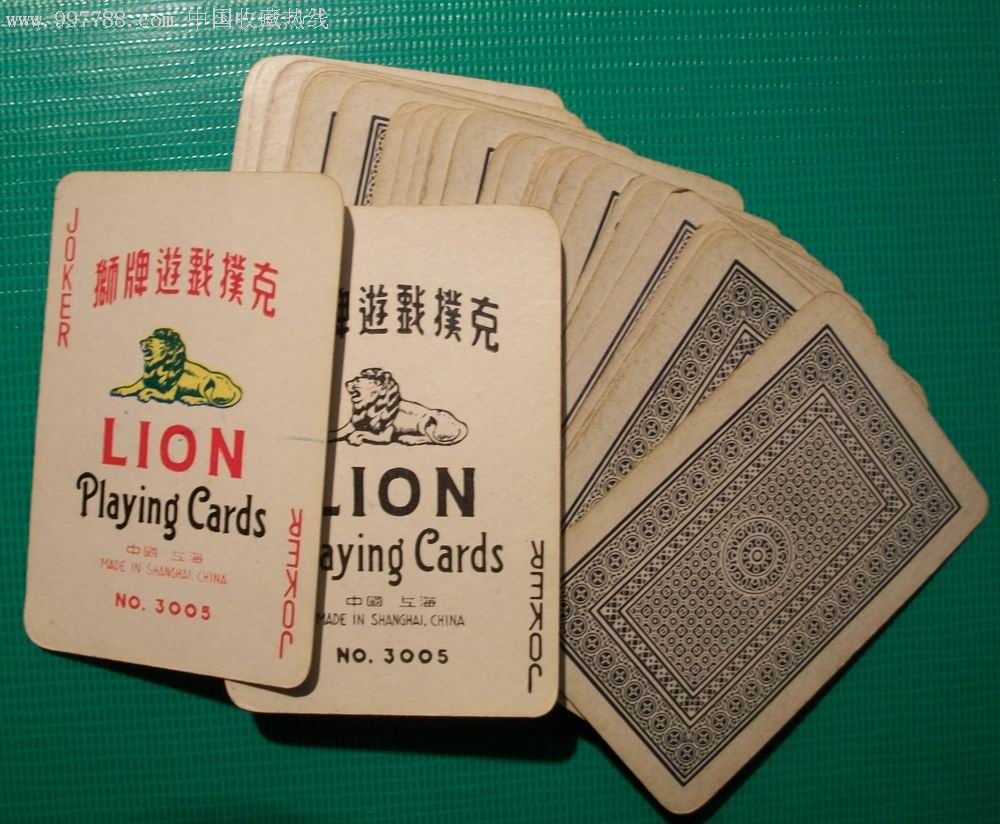 www.997788.com 中国收藏热线
JOKER
獅牌遊戲撲克
LION
Playing Cards
中國 上海
MADE IN SHANGHAI, CHINA
NO. 3005
JOKER
牌遊戲撲克
LION
aying Cards
中國 上海
MADE IN SHANGHAI, CHINA
NO. 3005
JOKER